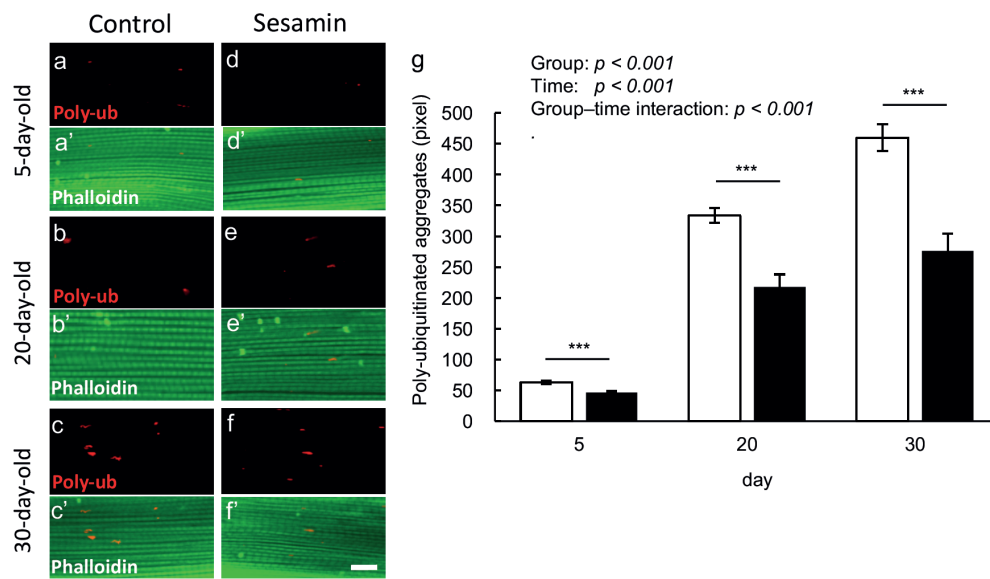 Control
Sesamin
5-day-old
a
Poly-ub
d
a'
Phalloidin
d'
20-day-old
b
Poly-ub
e
b'
Phalloidin
e'
30-day-old
c
Poly-ub
f
c'
Phalloidin
f'
g
Group: p < 0.001
Time: p < 0.001
Group–time interaction: p < 0.001
Poly-ubiquitinated aggregates (pixel)
500
450
400
350
300
250
200
150
100
50
0
***
***
***
5
20
30
day